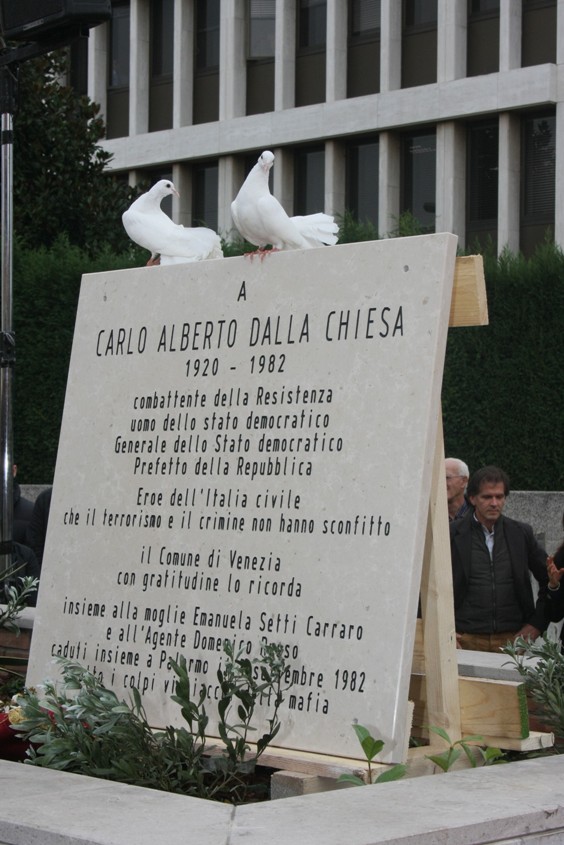 A
CARLO ALBERTO DALLA CHIESA
1920 - 1982
combattente della Resistenza
uomo dello stato democratico
Generale dello Stato democratico
Prefetto della Repubblica
Eroe dell'Italia civile
che il terrorismo e il crimine non hanno sconfitto
il Comune di Venezia
con gratitudine lo ricorda
insieme alla moglie Emanuela Setti Carraro
e all'Agente Domenico
caduti insieme a Palermo settembre 1982
i colpi mafia